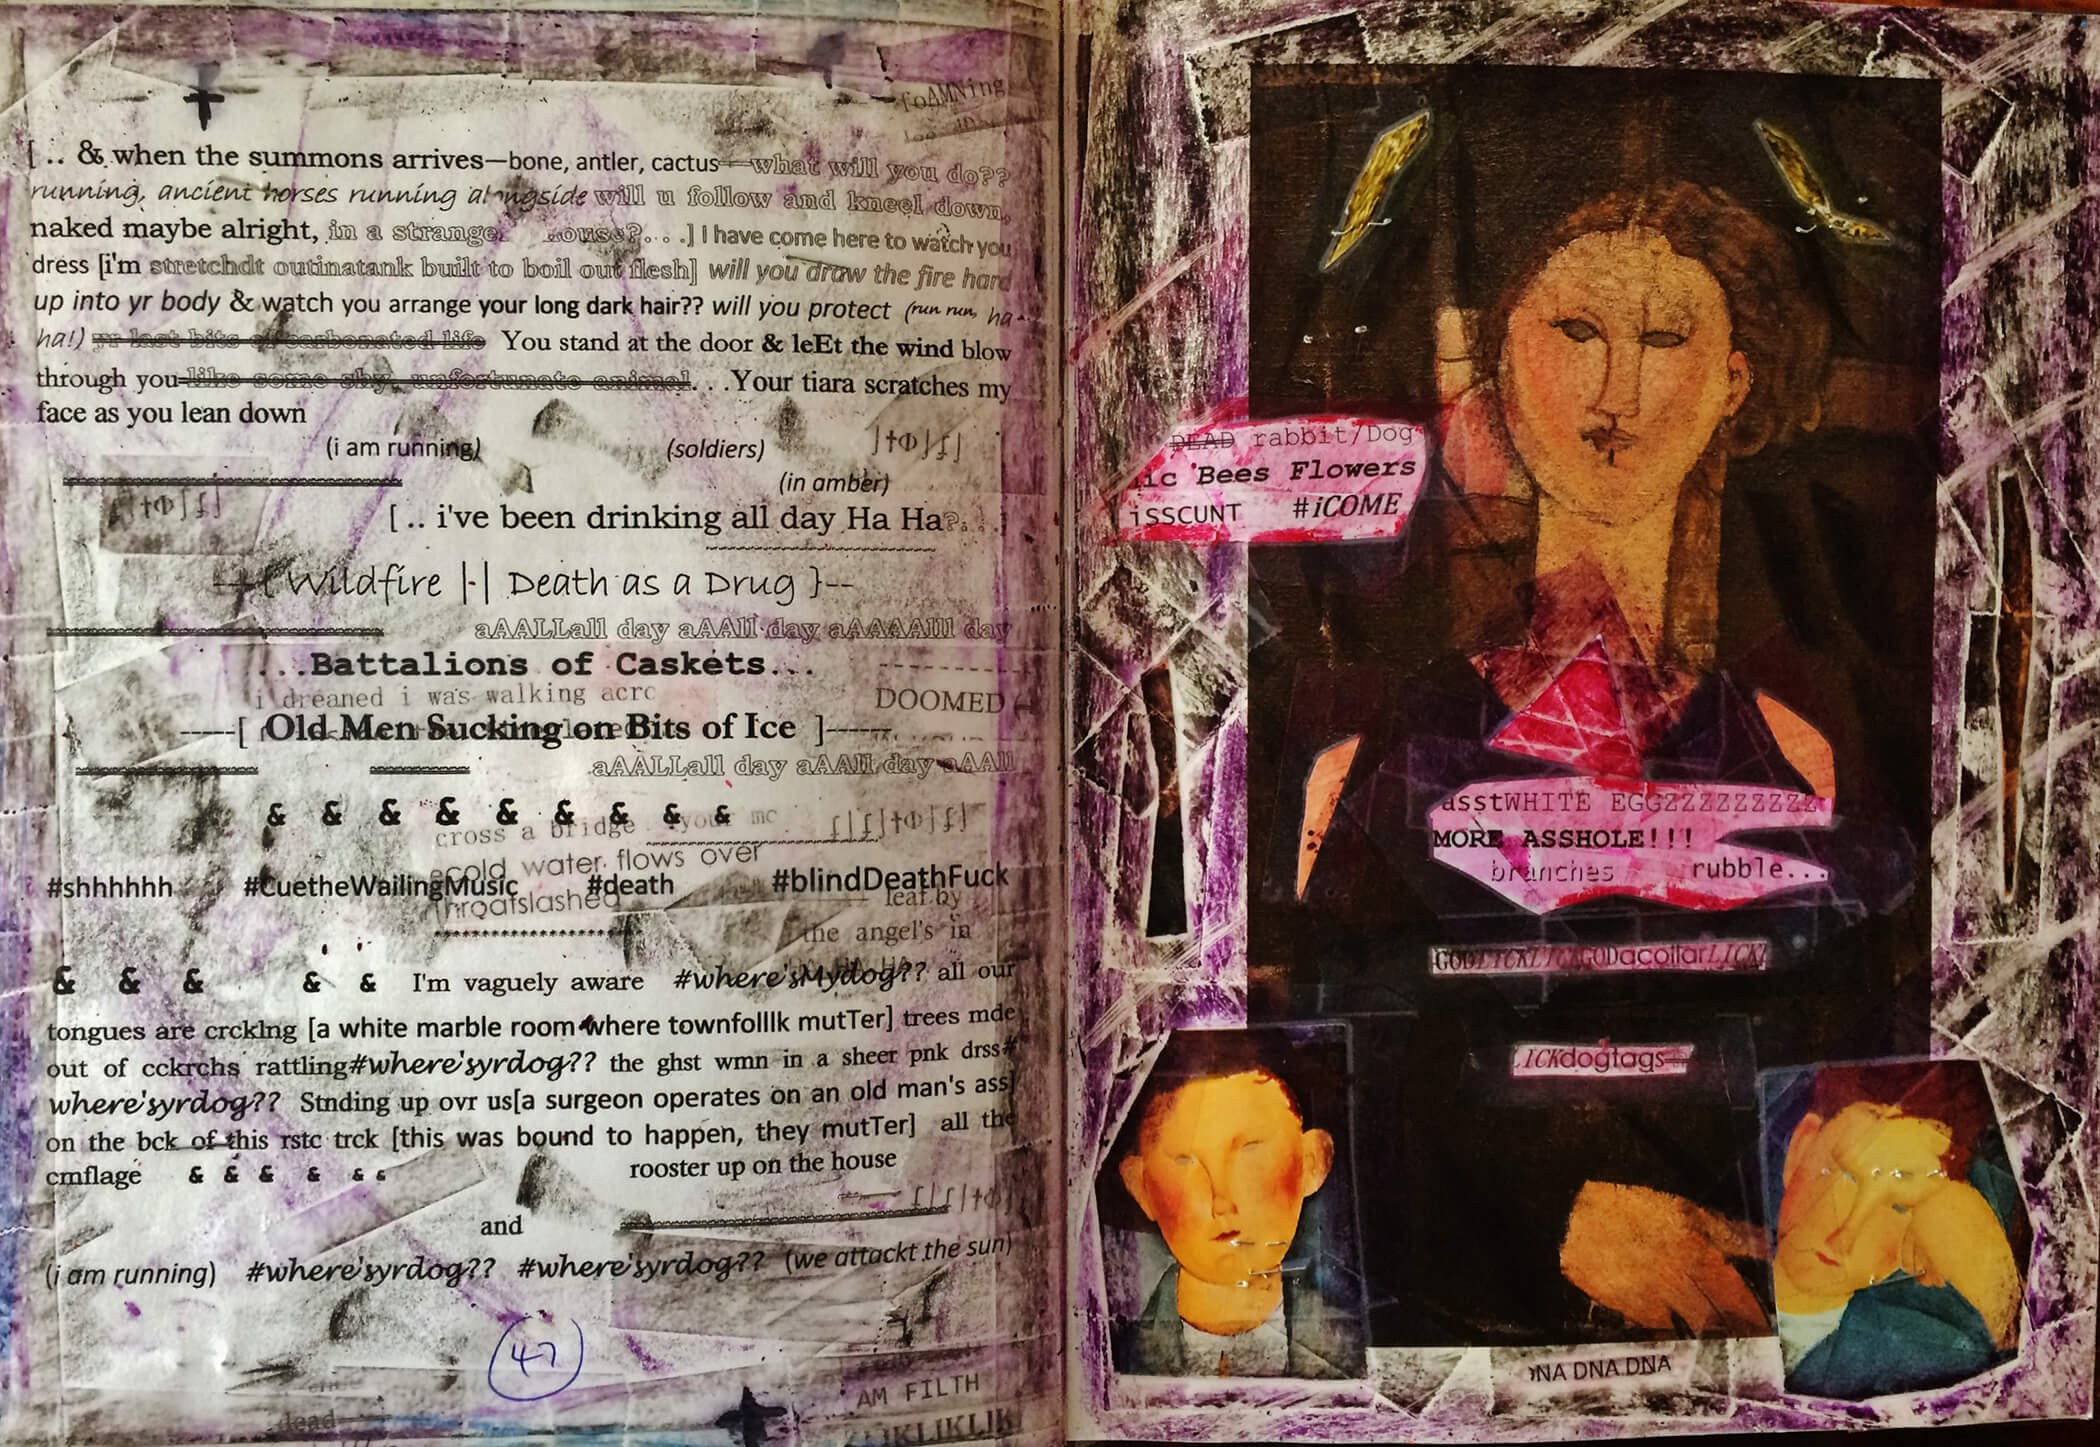 [oAMNing
[ .. & when the summons arrives—bone, antler, cactus—what will you do??
running, ancient horses running alongside will u follow and kneel down,
naked maybe alright, in a strange house?. . .] I have come here to watch you
dress [i'm stretchdt outinatank built to boil out flesh] will you draw the fire hard
up into yr body & watch you arrange your long dark hair?? will you protect (run run, ha
ha!) yr last bits of carbonated life You stand at the door & leEt the wind blow
through you like some shy, unfortunate animal. . .Your tiara scratches my
face as you lean down
(i am running) (soldiers) ⌡†Φ⌡ƒ⌡
(in amber)
[ .. i've been drinking all day Ha Ha?. . .]
--{ Wildfire |·| Death as a Drug }--
aAALLall day aAAll day aAAAAlll day
...Battalions of Caskets...
i dreaned i was walking acrc
DOOMED
-----[ Old Men Sucking on Bits of Ice ]-----
aAALLall day aAAll day aAAll
& & & & & & & & &
cross a bridge your mc
cold water flows over
#shhhhhh #CuetheWailingMusic #death #blindDeathFuck
throatslashed
leaf by
the angel's in
& & & & & I'm vaguely aware #where'sMydog?? all our
tongues are crckIng [a white marble room where townfolllk mutTer] trees mde
out of cckrchs rattling#where'syrdog?? the ghst wmn in a sheer pnk drss#
where'syrdog?? Stnding up ovr us[a surgeon operates on an old man's ass]
on the bck of this rstc trck [this was bound to happen, they mutTer] all the
cmflage & & & & & & rooster up on the house
and
(i am running) #where'syrdog?? #where'syrdog?? (we attackt the sun)
47
AM FILTH
dead
LIKLIKLIK
DEAD rabbit/Dog
ic Bees Flowers
iSSCUNT #iCOME
asstWHITE EGGZZZZZZZZZ
MORE ASSHOLE!!!
branches rubble...
GODLICKLICKGODacollarLICK
LICKdogtags
NA DNA DNA